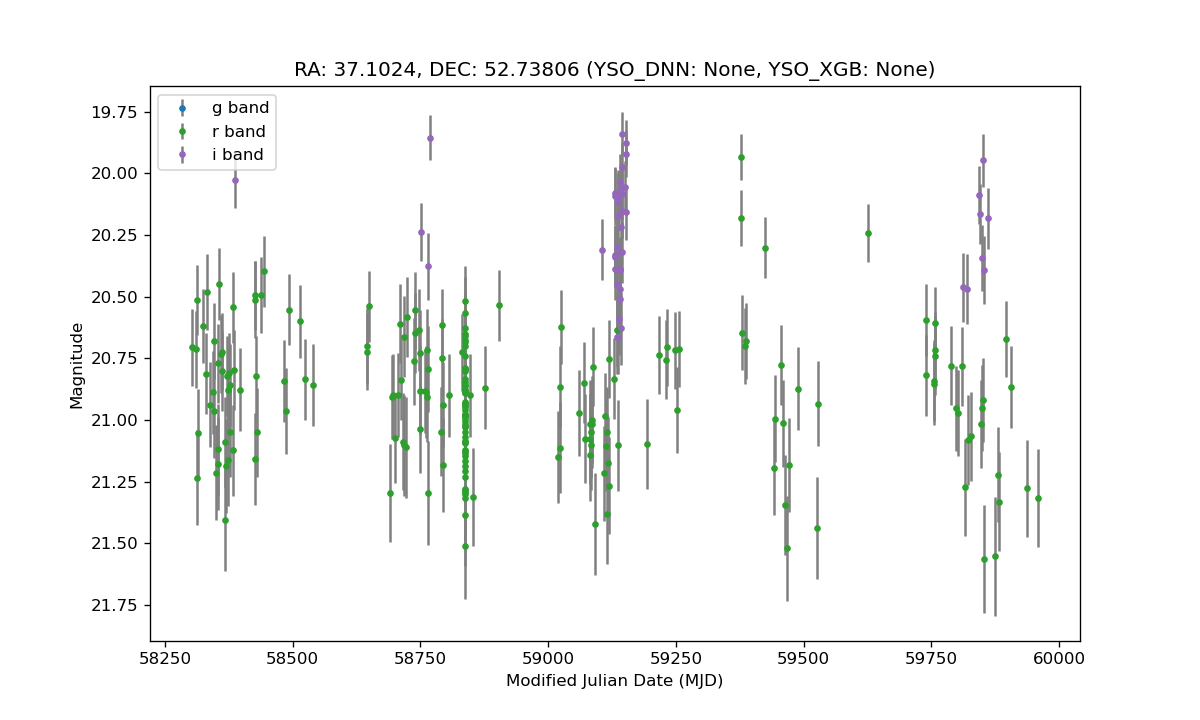 RA: 37.1024, DEC: 52.73806 (YSO_DNN: None, YSO_XGB: None)
g band
r band
i band
19.75
20.00
20.25
20.50
20.75
21.00
21.25
21.50
21.75
Magnitude
58250 58500 58750 59000 59250 59500 59750 60000
Modified Julian Date (MJD)